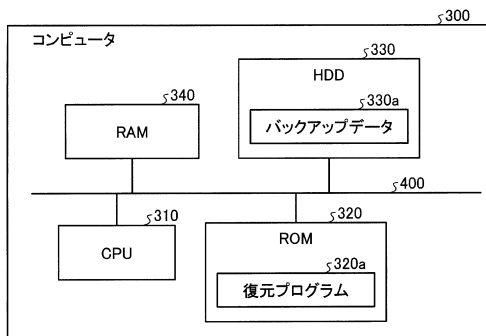 300
コンピュータ
330
HDD
340
RAM
330a
バックアップデータ
400
310
CPU
320
ROM
320a
復元プログラム